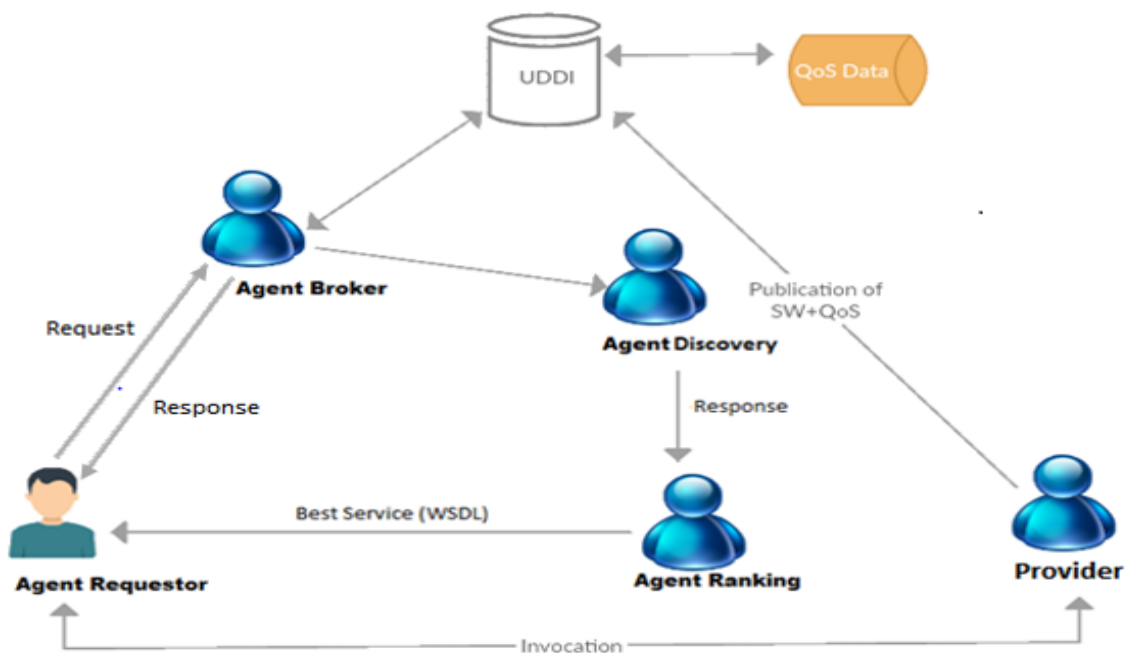 UDDI
QoS Data
Agent Broker
Publication of
SW+QoS
Request
Agent Discovery
Response
Response
Best Service (WSDL)
Agent Requestor
Agent Ranking
Provider
Invocation